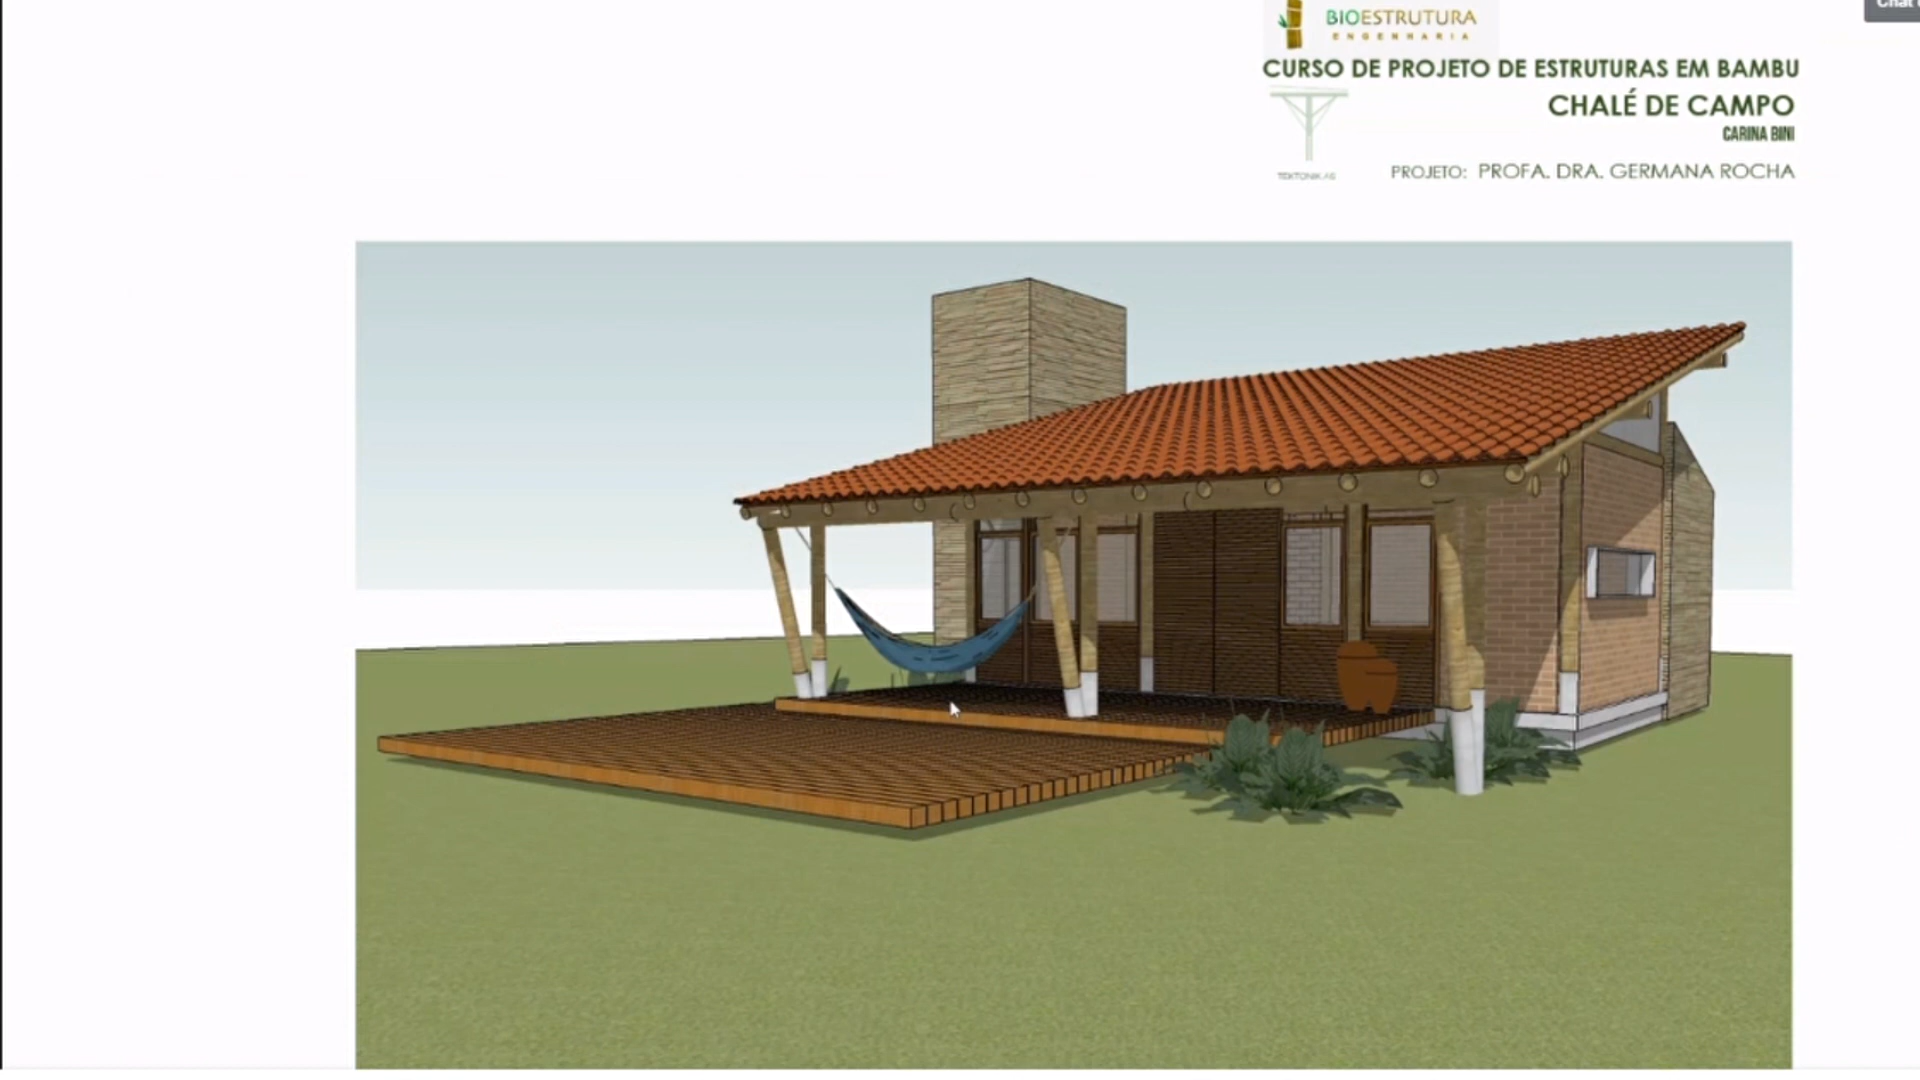 Chat
BIOESTRUTURA
ENGENHARIA
CURSO DE PROJETO DE ESTRUTURAS EM BAMBU
CHALÉ DE CAMPO
CARINA BINI
PROJETO: PROFA. DRA. GERMANA ROCHA